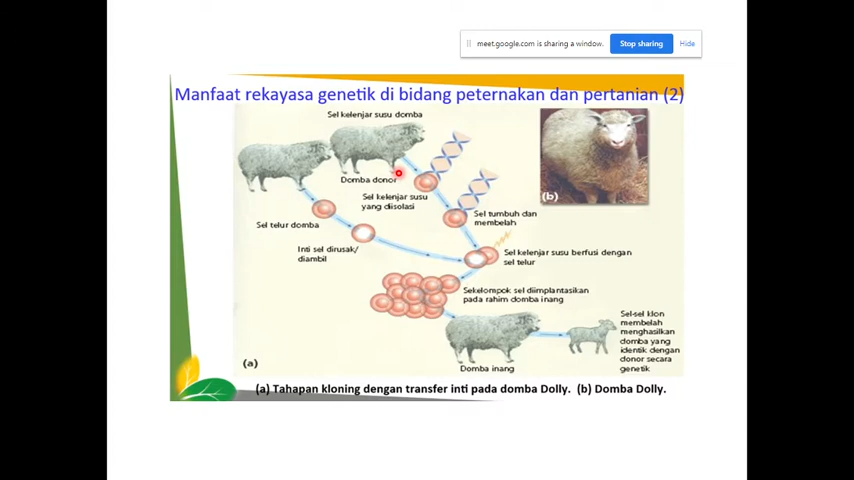 meet.google.com is sharing a window.
Stop sharing
Hide
Manfaat rekayasa genetik di bidang peternakan dan pertanian (2)
Sel kelenjar susu domba
Domba donor
Sel kelenjar susu
yang diisolasi
Sel telur domba
Sel tumbuh dan
membelah
Inti sel dirusak/
diambil
Sel kelenjar susu berfusi dengan
sel telur
Sekelompok sel diimplantasikan
pada rahim domba inang
Sel-sel klon
membelah
menghasilkan
domba yang
identik dengan
donor secara
genetik
Domba inang
(a)
(b)
(a) Tahapan kloning dengan transfer inti pada domba Dolly. (b) Domba Dolly.